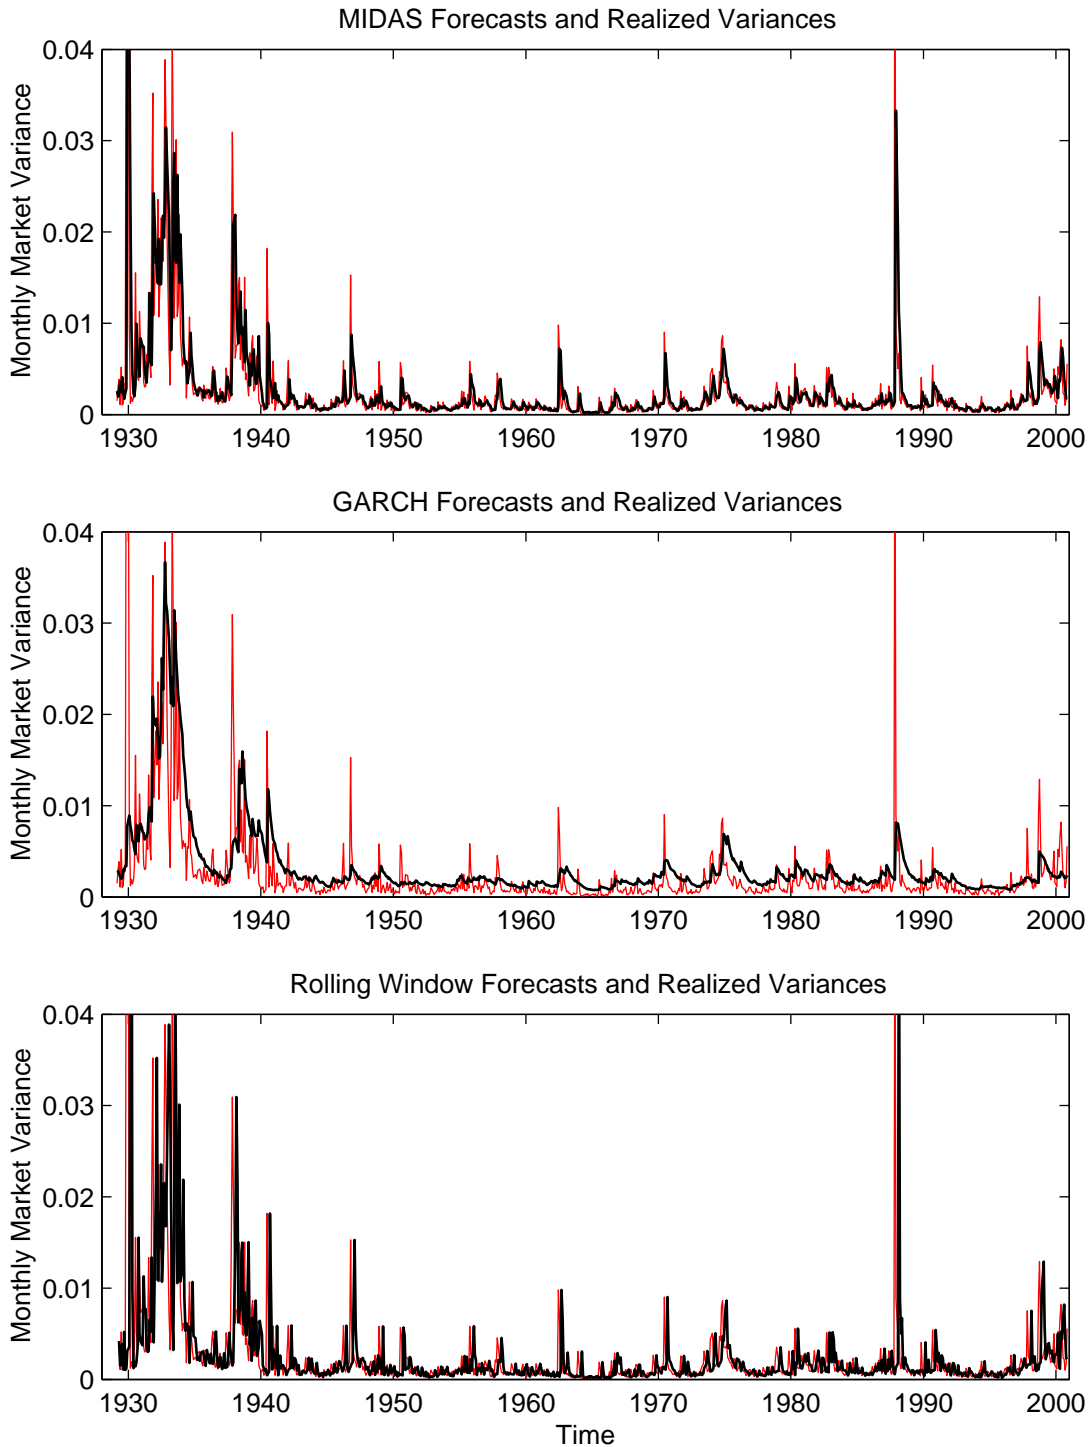 MIDAS Forecasts and Realized Variances
Monthly Market Variance
0.04
0.03
0.02
0.01
0
1930 1940 1950 1960 1970 1980 1990 2000
GARCH Forecasts and Realized Variances
Monthly Market Variance
0.04
0.03
0.02
0.01
0
1930 1940 1950 1960 1970 1980 1990 2000
Rolling Window Forecasts and Realized Variances
Monthly Market Variance
0.04
0.03
0.02
0.01
0
1930 1940 1950 1960 1970 1980 1990 2000
Time